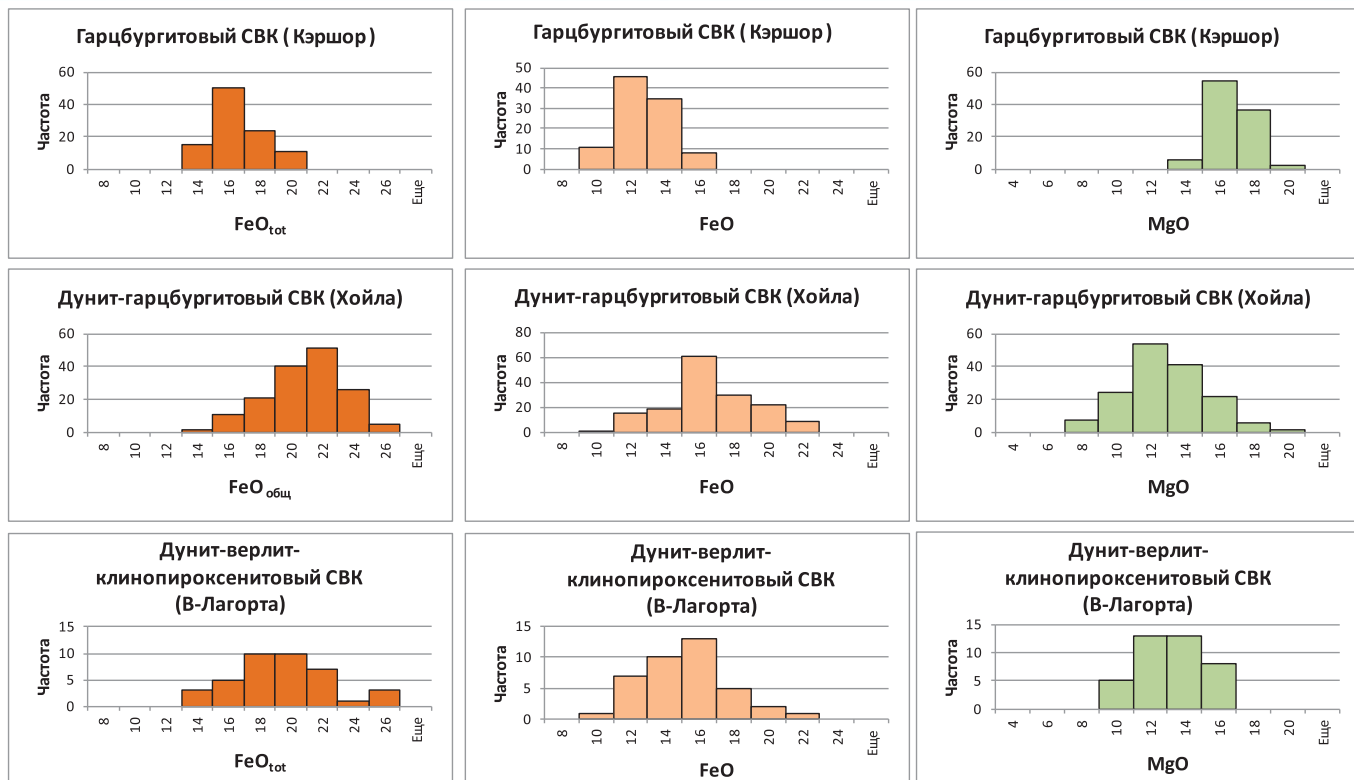 Гарцбургитовый СВК ( Кэршор )
Частота
60
40
20
0
8 10 12 14 16 18 20 22 24 26 Еще
FeOtot
Гарцбургитовый СВК ( Кэршор )
Частота
50
40
30
20
10
0
8 10 12 14 16 18 20 22 24 Еще
FeO
Гарцбургитовый СВК (Кэршор)
Частота
60
40
20
0
4 6 8 10 12 14 16 18 20 Еще
MgO
Дунит-гарцбургитовый СВК (Хойла)
Частота
60
40
20
0
8 10 12 14 16 18 20 22 24 26 Еще
FeO общ
Дунит-гарцбургитовый СВК (Хойла)
Частота
80
60
40
20
0
8 10 12 14 16 18 20 22 24 Еще
FeO
Дунит-гарцбургитовый СВК (Хойла)
Частота
60
40
20
0
4 6 8 10 12 14 16 18 20 Еще
MgO
Дунит-верлит-
клинопироксенитовый СВК
(В-Лагорта)
Частота
15
10
5
0
8 10 12 14 16 18 20 22 24 26 Еще
FeOtot
Дунит-верлит-
клинопироксенитовый СВК
(В-Лагорта)
Частота
15
10
5
0
8 10 12 14 16 18 20 22 24 Еще
FeO
Дунит-верлит-
клинопироксенитовый СВК
(В-Лагорта)
Частота
15
10
5
0
4 6 8 10 12 14 16 18 20 Еще
MgO